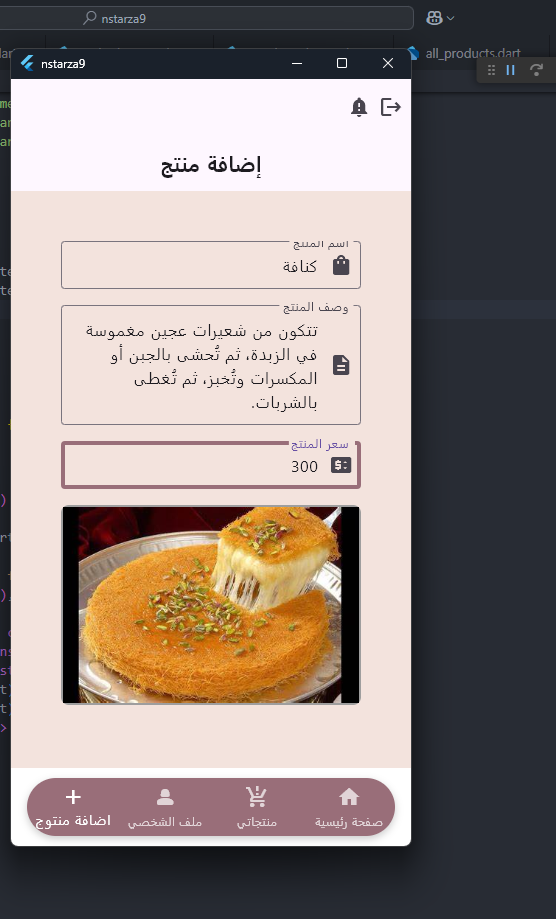 nstarza9
all_products.dart
nstarza9
إضافة منتج
اسم المنتج
كنافة
وصف المنتج
تتكون من شعيرات عجين مغموسة
في الزبدة، ثم تُحشى بالجبن أو
المكسرات وتُخبز، ثم تُغطى
بالشربات.
سعر المنتج
300
صفحة رئيسية
منتجاتي
ملف الشخصي
اضافة منتوج